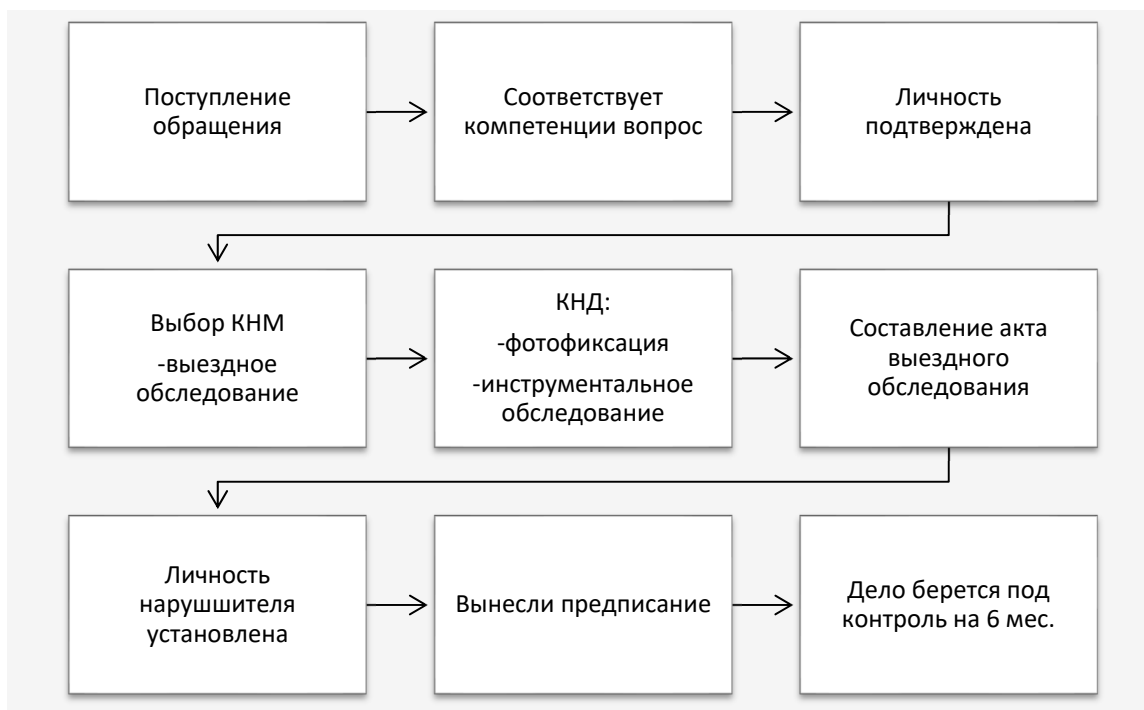 Поступление
обращения
Соответствует
компетенции вопрос
Личность
подтверждена
Выбор КНМ
-выездное
обследование
КНД:
-фотофиксация
-инструментальное
обследование
Составление акта
выездного
обследования
Личность
нарушшителя
установлена
Вынесли предписание
Дело берется под
контроль на 6 мес.